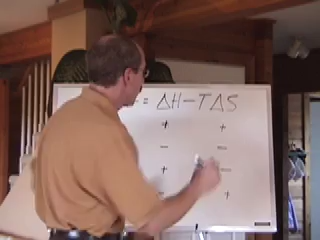 = ΔH - TΔS
+ +
- -
+ -
- +